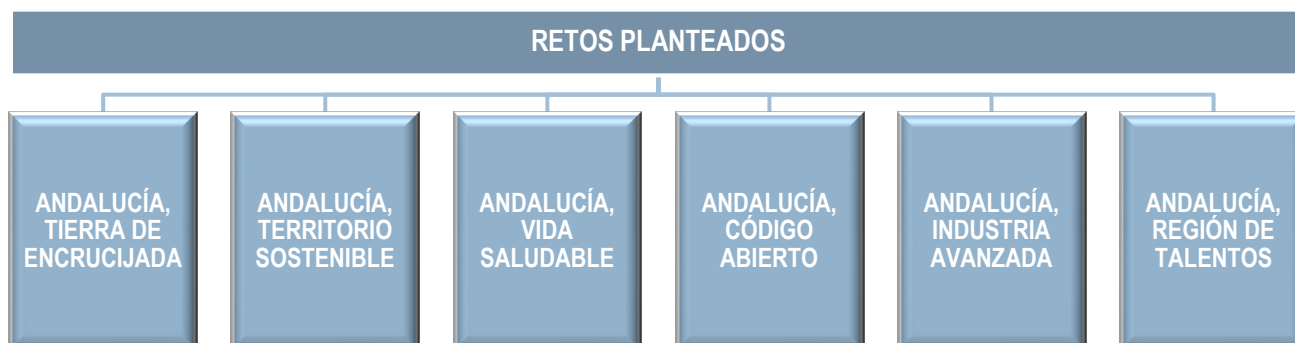 RETOS PLANTEADOS
ANDALUCÍA,
TIERRA DE
ENCRUCIJADA
ANDALUCÍA,
TERRITORIO
SOSTENIBLE
ANDALUCÍA,
VIDA
SALUDABLE
ANDALUCÍA,
CÓDIGO
ABIERTO
ANDALUCÍA,
INDUSTRIA
AVANZADA
ANDALUCÍA,
REGIÓN DE
TALENTOS